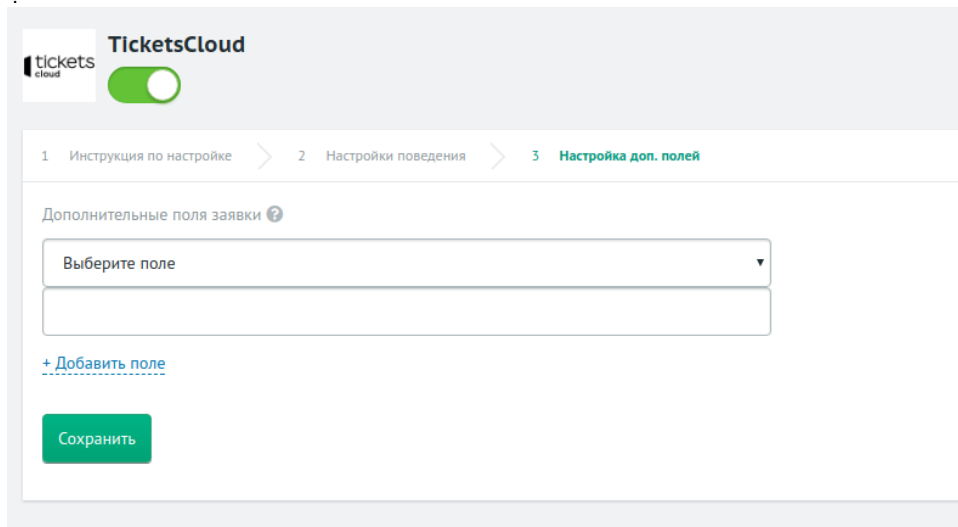 TicketsCloud
tickets
cloud
1 Инструкция по настройке 2 Настройки поведения 3 Настройка доп. полей
Дополнительные поля заявки ?
Выберите поле
+ Добавить поле
Сохранить